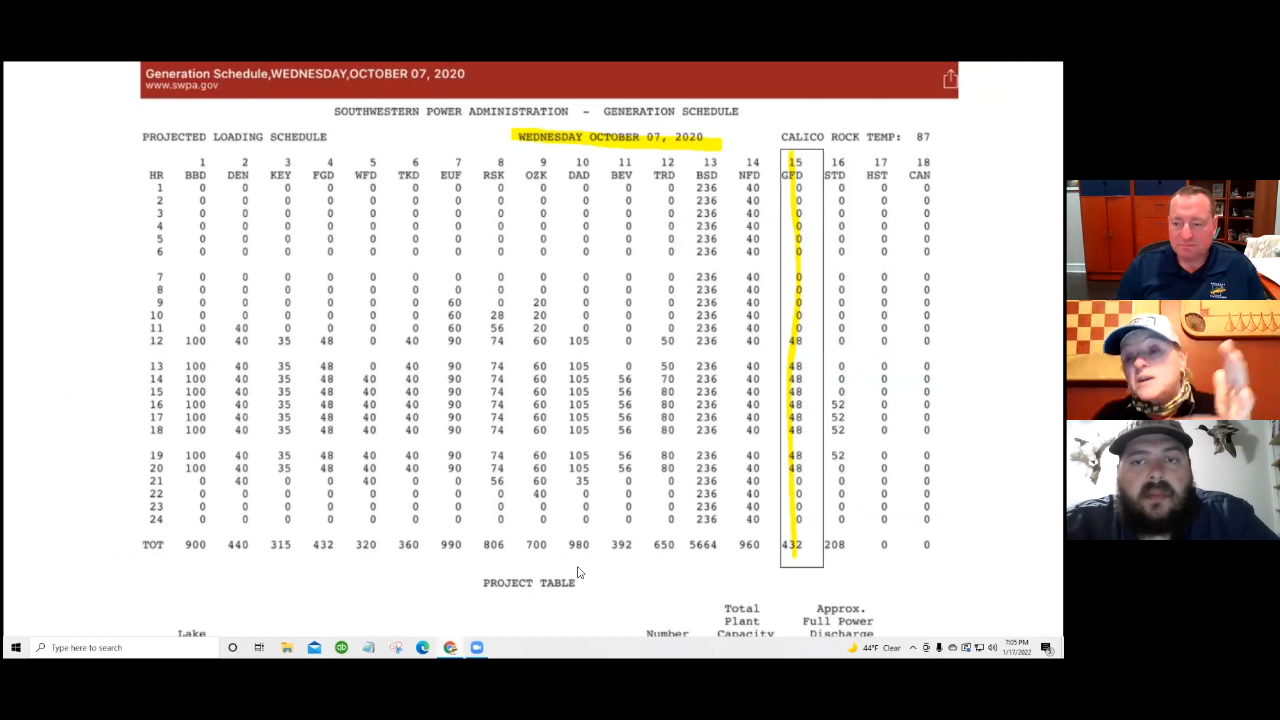 Generation Schedule,WEDNESDAY,OCTOBER 07, 2020
www.swpa.gov
SOUTHWESTERN POWER ADMINISTRATION - GENERATION SCHEDULE
PROJECTED LOADING SCHEDULE WEDNESDAY OCTOBER 07, 2020 CALICO ROCK TEMP: 87
1 2 3 4 5 6 7 8 9 10 11 12 13 14 15 16 17 18
HR BBD DEN KEY FGD WFD TKD EUF RSK OZK DAD BEV TRD BSD NFD GFD STD HST CAN
1 0 0 0 0 0 0 0 0 0 0 0 0 236 40 0 0 0 0
2 0 0 0 0 0 0 0 0 0 0 0 0 236 40 0 0 0 0
3 0 0 0 0 0 0 0 0 0 0 0 0 236 40 0 0 0 0
4 0 0 0 0 0 0 0 0 0 0 0 0 236 40 0 0 0 0
5 0 0 0 0 0 0 0 0 0 0 0 0 236 40 0 0 0 0
6 0 0 0 0 0 0 0 0 0 0 0 0 236 40 0 0 0 0
7 0 0 0 0 0 0 0 0 0 0 0 0 236 40 0 0 0 0
8 0 0 0 0 0 0 0 0 0 0 0 0 236 40 0 0 0 0
9 0 0 0 0 0 0 60 0 20 0 0 0 236 40 0 0 0 0
10 0 0 0 0 0 0 60 28 20 0 0 0 236 40 0 0 0 0
11 0 40 0 0 0 0 60 56 20 0 0 0 236 40 0 0 0 0
12 100 40 35 48 0 40 90 74 60 105 0 50 236 40 48 0 0 0
13 100 40 35 48 0 40 90 74 60 105 0 50 236 40 48 0 0 0
14 100 40 35 48 40 40 90 74 60 105 56 70 236 40 48 0 0 0
15 100 40 35 48 40 40 90 74 60 105 56 80 236 40 48 0 0 0
16 100 40 35 48 40 40 90 74 60 105 56 80 236 40 48 52 0 0
17 100 40 35 48 40 40 90 74 60 105 56 80 236 40 48 52 0 0
18 100 40 35 48 40 40 90 74 60 105 56 80 236 40 48 52 0 0
19 100 40 35 48 40 40 90 74 60 105 56 80 236 40 48 52 0 0
20 100 40 35 48 40 40 90 74 60 105 56 80 236 40 48 0 0 0
21 0 40 0 0 40 0 0 56 60 35 0 0 236 40 0 0 0 0
22 0 0 0 0 0 0 0 0 40 0 0 0 236 40 0 0 0 0
23 0 0 0 0 0 0 0 0 0 0 0 0 236 40 0 0 0 0
24 0 0 0 0 0 0 0 0 0 0 0 0 236 40 0 0 0 0
TOT 900 440 315 432 320 360 990 806 700 980 392 650 5664 960 432 208 0 0
PROJECT TABLE
Total Approx.
Plant Full Power
Lake Number Capacity Discharge
Type here to search
44°F Clear
7:05 PM
1/17/2022